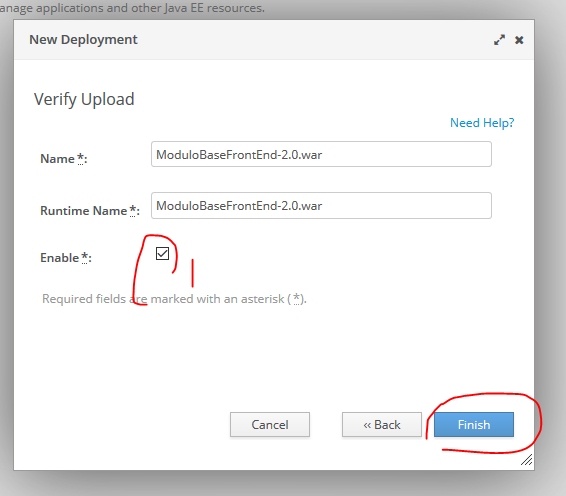 anage applications and other Java EE resources.
New Deployment
Verify Upload
Need Help?
Name *: ModuloBaseFrontEnd-2.0.war
Runtime Name *: ModuloBaseFrontEnd-2.0.war
Enable *:
1
Required fields are marked with an asterisk ( *).
Cancel ‹‹ Back Finish